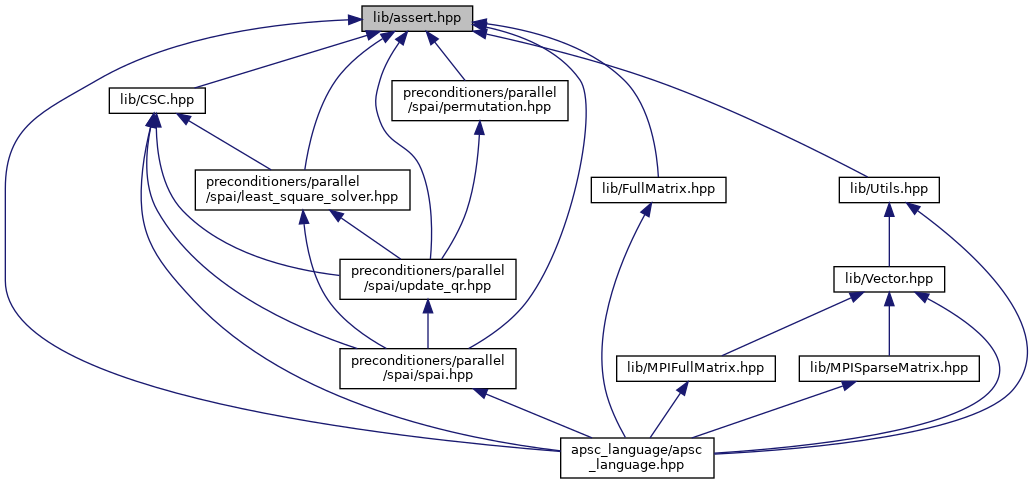 lib/assert.hpp
preconditioners/parallel
/spai/permutation.hpp
lib/CSC.hpp
preconditioners/parallel
/spai/least_square_solver.hpp
lib/FullMatrix.hpp
lib/Utils.hpp
preconditioners/parallel
/spai/update_qr.hpp
lib/Vector.hpp
preconditioners/parallel
/spai/spai.hpp
lib/MPIFullMatrix.hpp
lib/MPISparseMatrix.hpp
apsc_language/apsc
_language.hpp